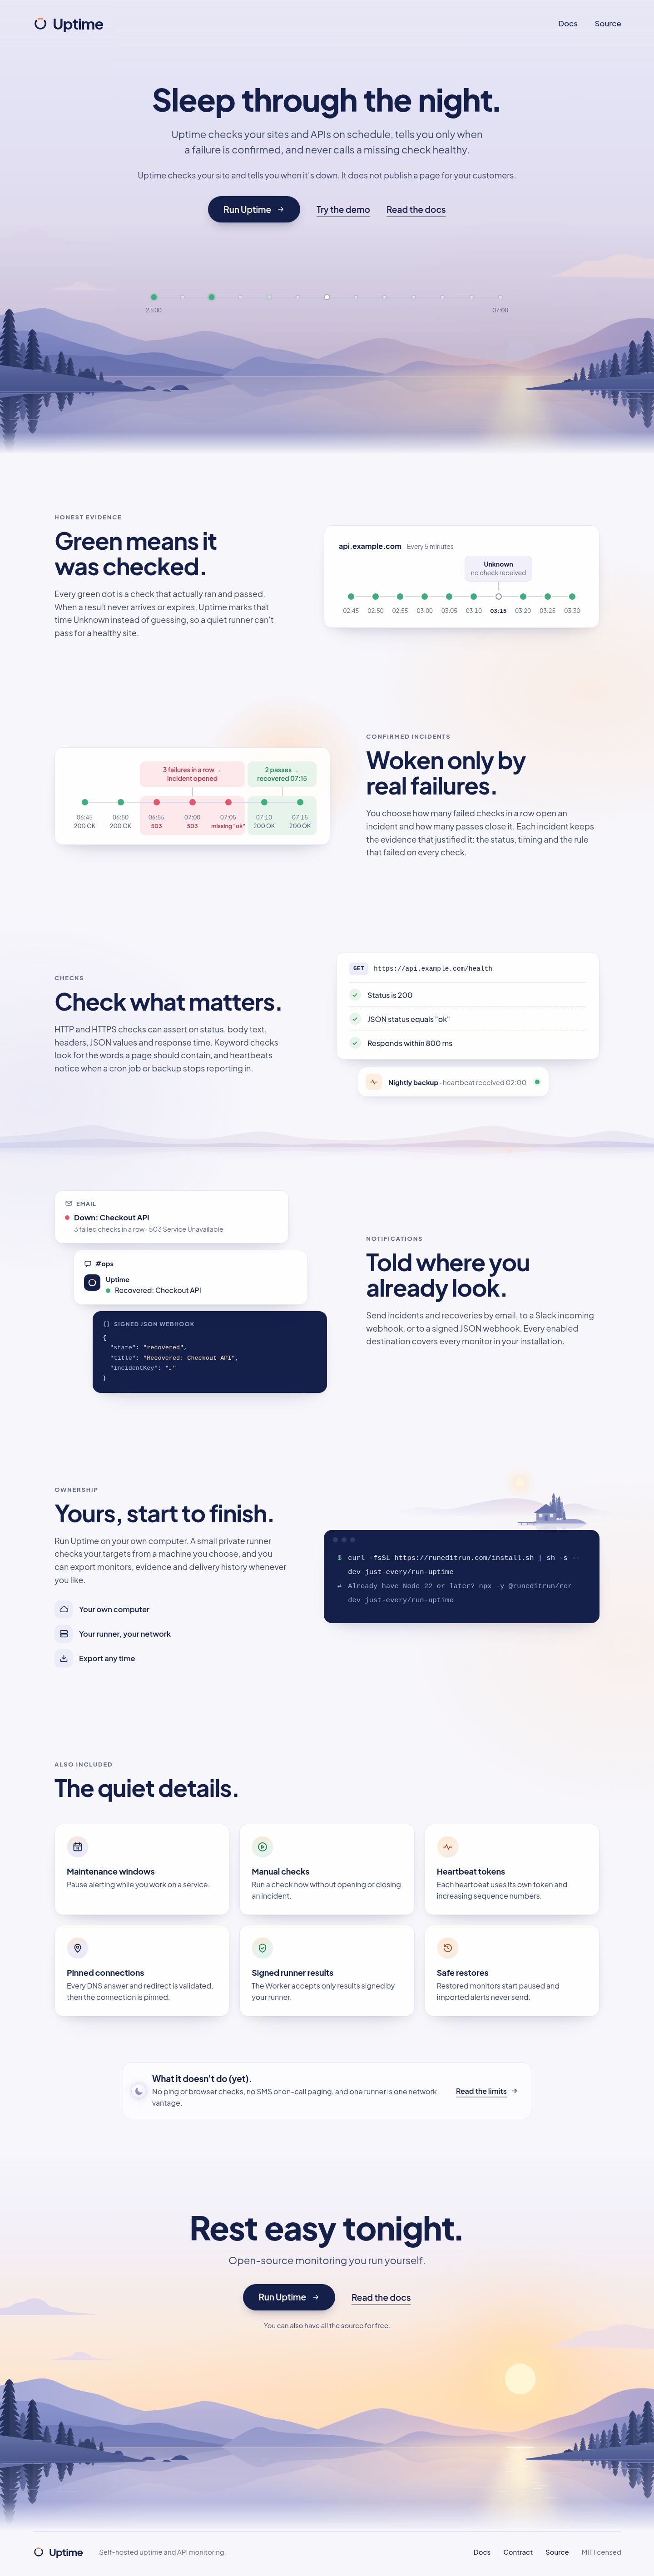 Uptime
Docs
Source
Sleep through the night.
Uptime checks your sites and APIs on schedule, tells you only when
a failure is confirmed, and never calls a missing check healthy.
Uptime checks your site and tells you when it's down. It does not publish a page for your customers.
Run Uptime →
Try the demo
Read the docs
23:00
07:00
HONEST EVIDENCE
Green means it
was checked.
Every green dot is a check that actually ran and passed.
When a result never arrives or expires, Uptime marks that
time Unknown instead of guessing, so a quiet runner can't
pass for a healthy site.
api.example.com Every 5 minutes
Unknown
no check received
02:45 02:50 02:55 03:00 03:05 03:10 03:15 03:20 03:25 03:30
3 failures in a row →
incident opened
2 passes →
recovered 07:15
06:45 06:50 06:55 07:00 07:05 07:10 07:15
200 OK 200 OK 503 503 missing "ok" 200 OK 200 OK
CONFIRMED INCIDENTS
Woken only by
real failures.
You choose how many failed checks in a row open an
incident and how many passes close it. Each incident keeps
the evidence that justified it: the status, timing and the rule
that failed on every check.
CHECKS
Check what matters.
HTTP and HTTPS checks can assert on status, body text,
headers, JSON values and response time. Keyword checks
look for the words a page should contain, and heartbeats
notice when a cron job or backup stops reporting in.
GET https://api.example.com/health
Status is 200
JSON status equals "ok"
Responds within 800 ms
Nightly backup · heartbeat received 02:00
EMAIL
Down: Checkout API
3 failed checks in a row · 503 Service Unavailable
#ops
Uptime
Recovered: Checkout API
{} SIGNED JSON WEBHOOK
{
"state": "recovered",
"title": "Recovered: Checkout API",
"incidentKey": "…"
}
NOTIFICATIONS
Told where you
already look.
Send incidents and recoveries by email, to a Slack incoming
webhook, or to a signed JSON webhook. Every enabled
destination covers every monitor in your installation.
OWNERSHIP
Yours, start to finish.
Run Uptime on your own computer. A small private runner
checks your targets from a machine you choose, and you
can export monitors, evidence and delivery history whenever
you like.
Your own computer
Your runner, your network
Export any time
$ curl -fsSL https://runeditrun.com/install.sh | sh -s --
dev just-every/run-uptime
# Already have Node 22 or later? npx -y @runeditrun/rer
dev just-every/run-uptime
ALSO INCLUDED
The quiet details.
Maintenance windows
Pause alerting while you work on a service.
Manual checks
Run a check now without opening or closing
an incident.
Heartbeat tokens
Each heartbeat uses its own token and
increasing sequence numbers.
Pinned connections
Every DNS answer and redirect is validated,
then the connection is pinned.
Signed runner results
The Worker accepts only results signed by
your runner.
Safe restores
Restored monitors start paused and
imported alerts never send.
What it doesn't do (yet).
No ping or browser checks, no SMS or on-call paging, and one runner is one network
vantage.
Read the limits →
Rest easy tonight.
Open-source monitoring you run yourself.
Run Uptime →
Read the docs
You can also have all the source for free.
Uptime
Self-hosted uptime and API monitoring.
Docs
Contract
Source
MIT licensed